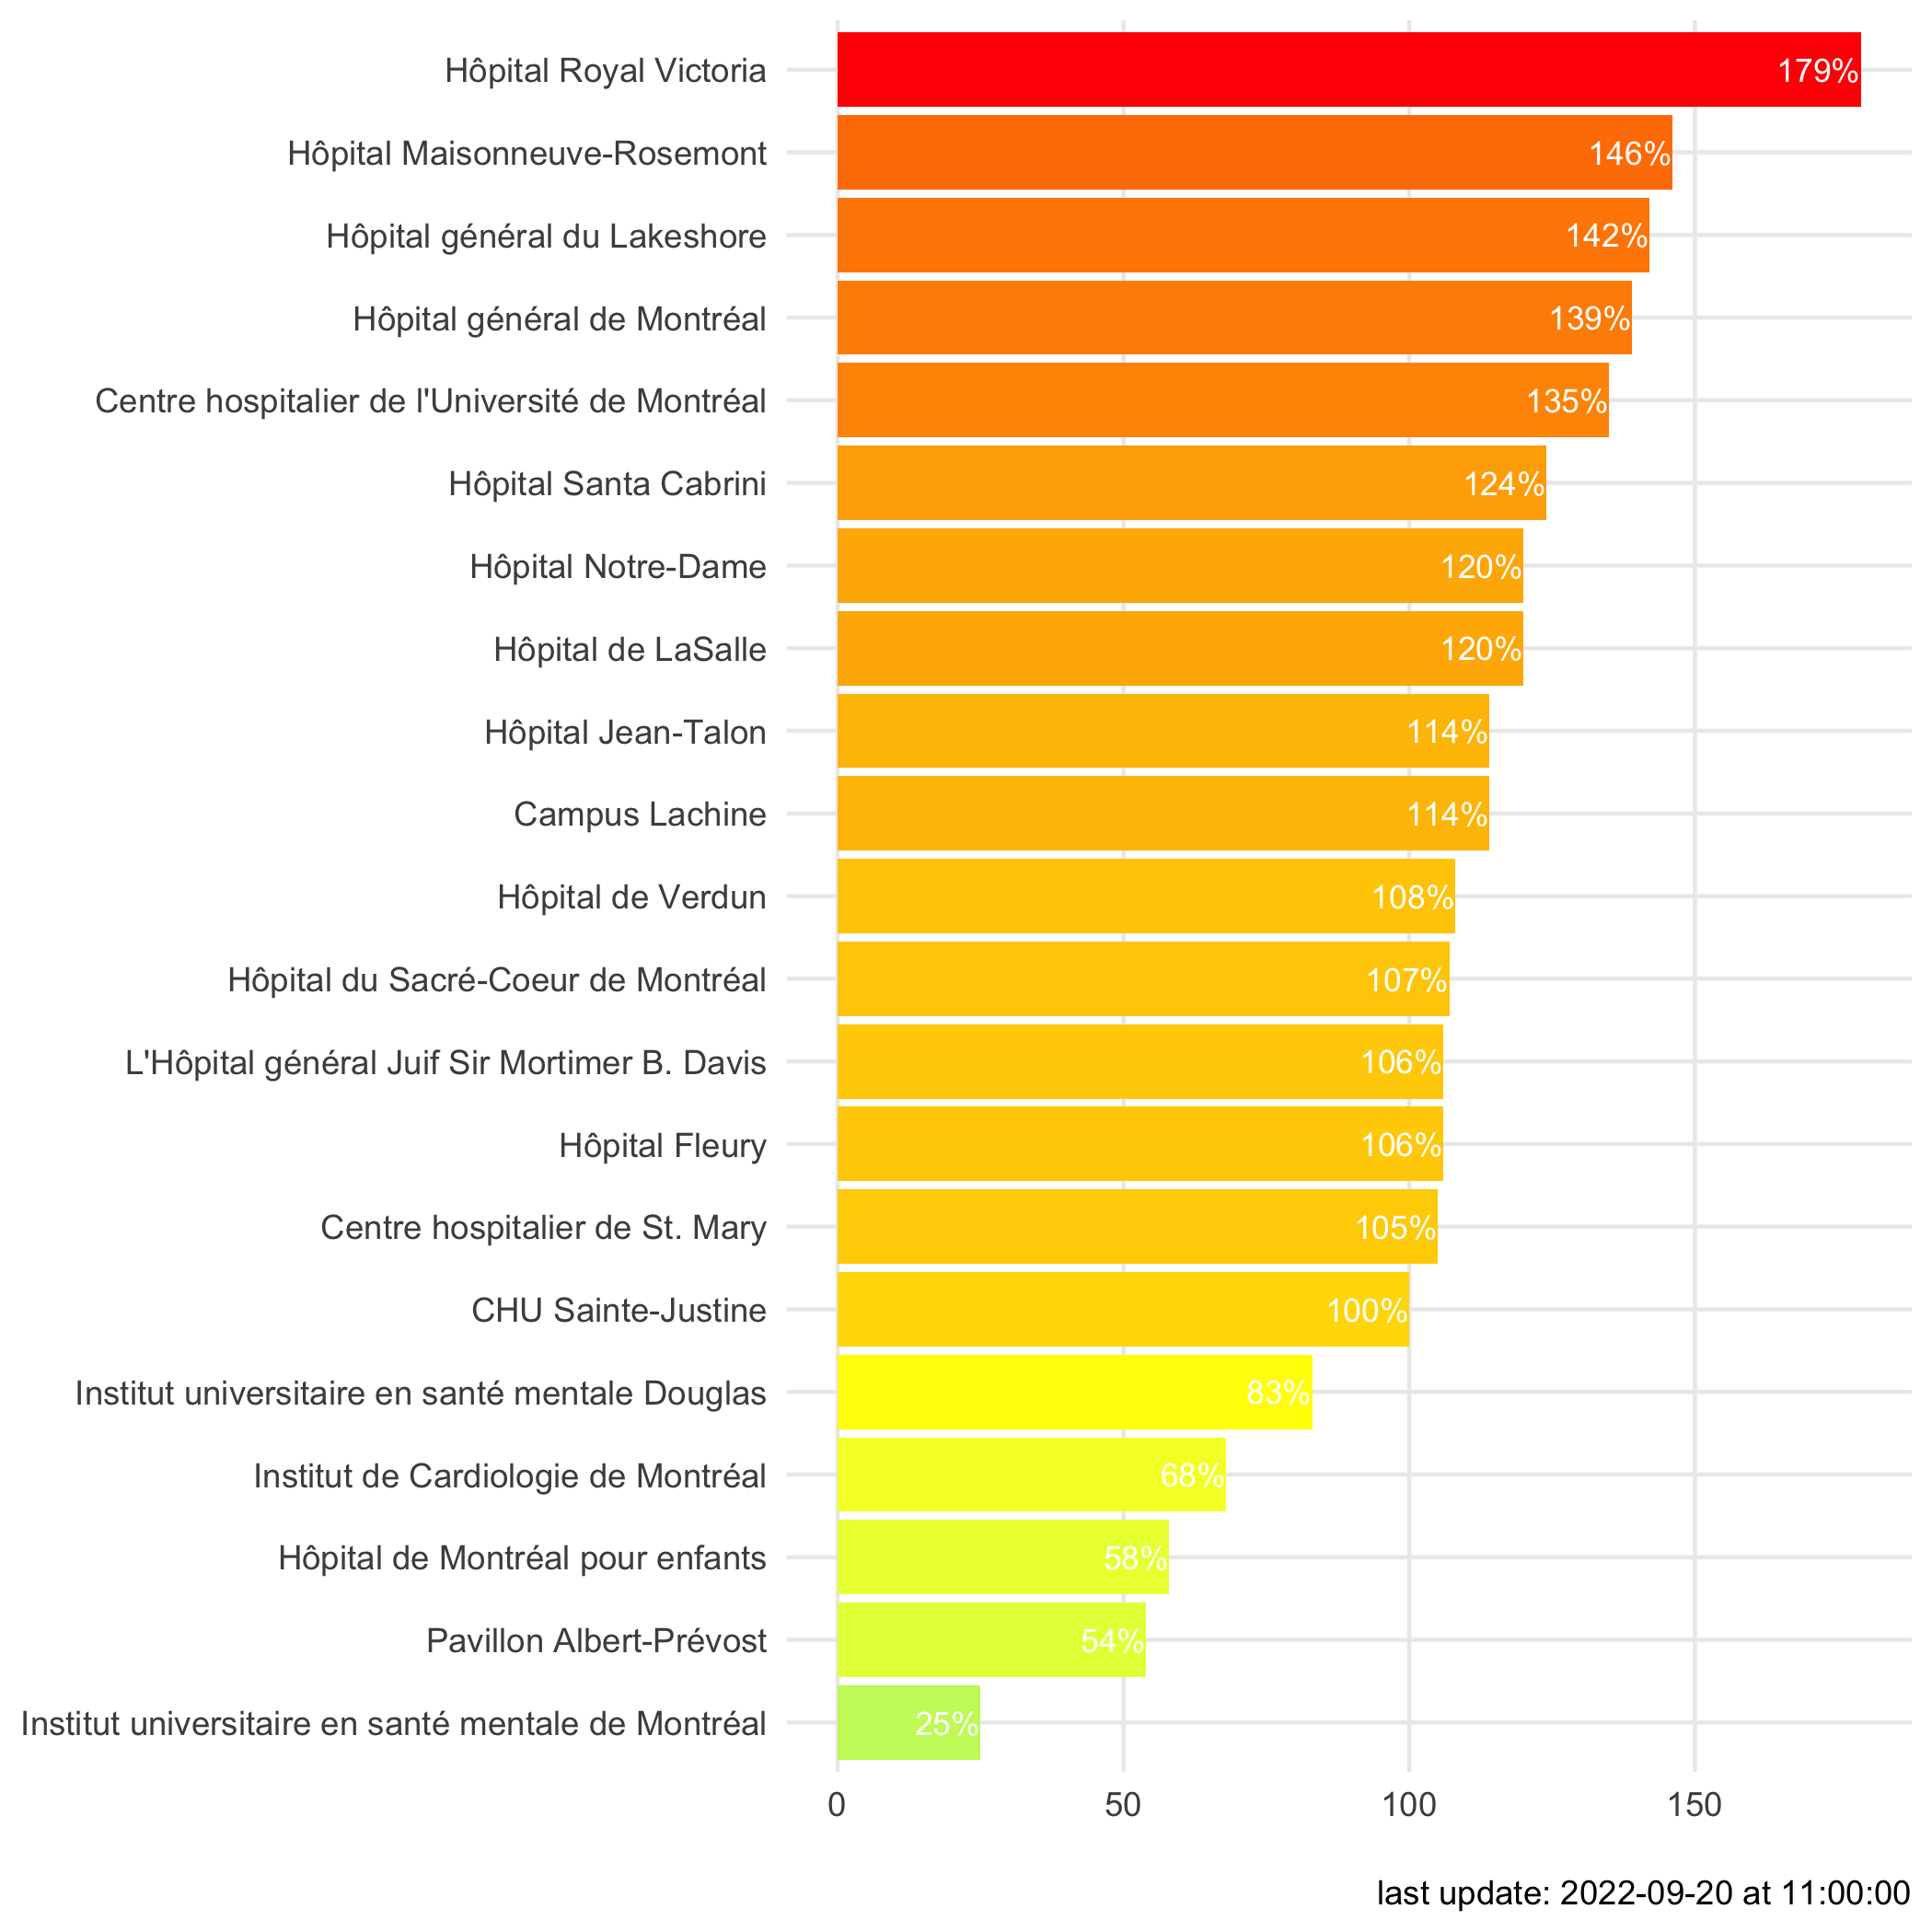 Hôpital Royal Victoria 179%
Hôpital Maisonneuve-Rosemont 146%
Hôpital général du Lakeshore 142%
Hôpital général de Montréal 139%
Centre hospitalier de l'Université de Montréal 135%
Hôpital Santa Cabrini 124%
Hôpital Notre-Dame 120%
Hôpital de LaSalle 120%
Hôpital Jean-Talon 114%
Campus Lachine 114%
Hôpital de Verdun 108%
Hôpital du Sacré-Coeur de Montréal 107%
L'Hôpital général Juif Sir Mortimer B. Davis 106%
Hôpital Fleury 106%
Centre hospitalier de St. Mary 105%
CHU Sainte-Justine 100%
Institut universitaire en santé mentale Douglas 83%
Institut de Cardiologie de Montréal 68%
Hôpital de Montréal pour enfants 58%
Pavillon Albert-Prévost 54%
Institut universitaire en santé mentale de Montréal 25%
0 50 100 150
last update: 2022-09-20 at 11:00:00